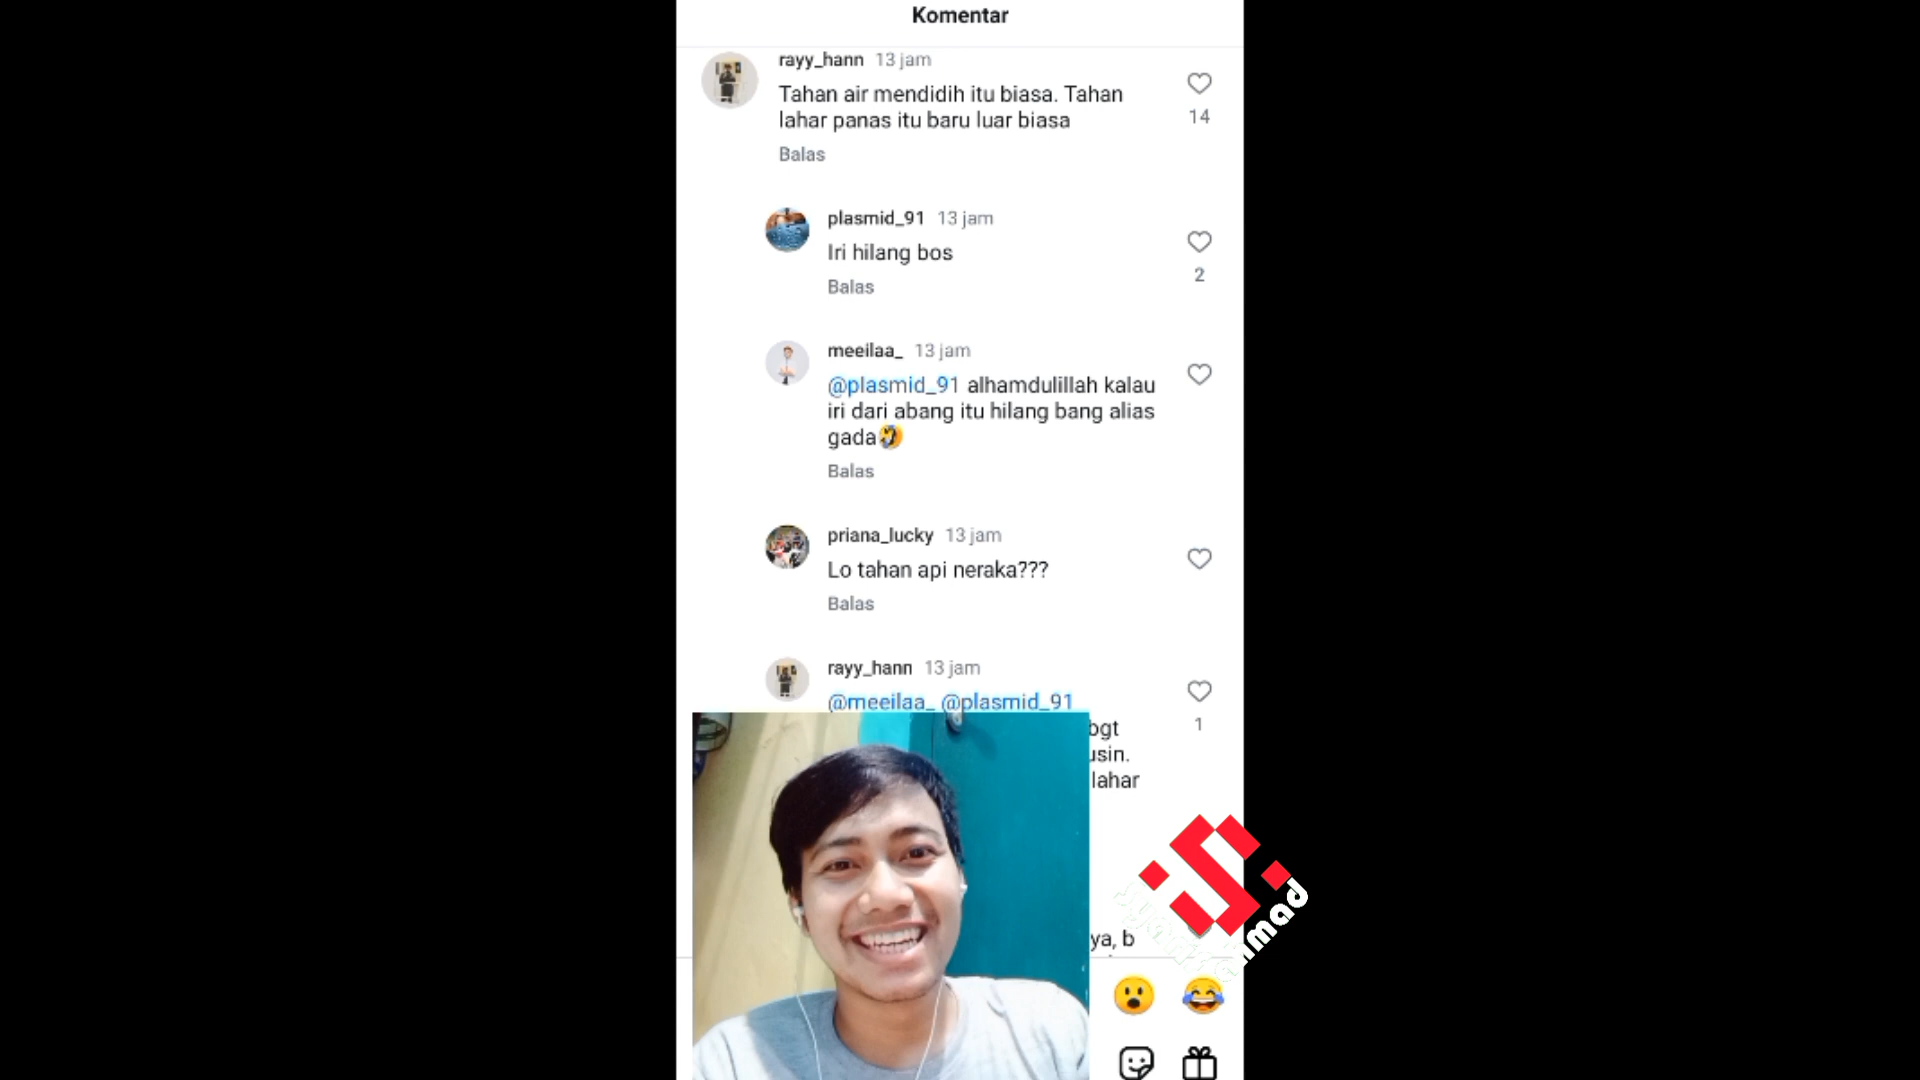 Komentar
rayy_hann 13 jam
Tahan air mendidih itu biasa. Tahan
lahar panas itu baru luar biasa
14
Balas
plasmid_91 13 jam
Iri hilang bos
2
Balas
meeilaa_ 13 jam
@plasmid_91 alhamdulillah kalau
iri dari abang itu hilang bang alias
gada🤣
Balas
priana_lucky 13 jam
Lo tahan api neraka???
Balas
rayy_hann 13 jam
@meeilaa_ @plasmid_91
1
lahar
ya, b